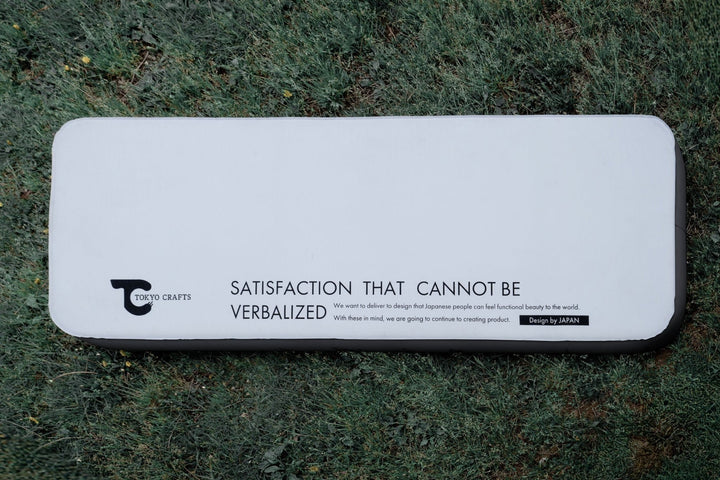 TOKYO CRAFTS
SATISFACTION THAT CANNOT BE
VERBALIZED
We want to deliver to design that Japanese people can feel functional beauty to the world.
With these in mind, we are going to continue to creating product.
Design by JAPAN